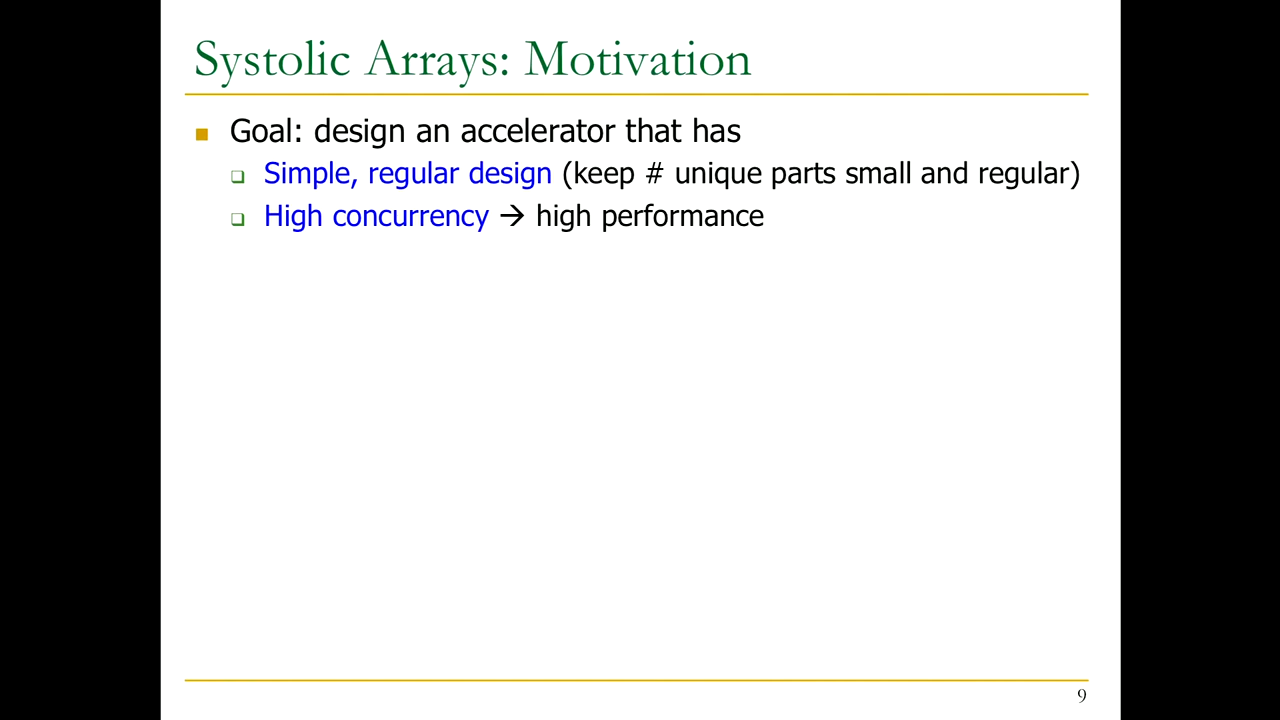 Systolic Arrays: Motivation
Goal: design an accelerator that has
Simple, regular design (keep # unique parts small and regular)
High concurrency → high performance
9